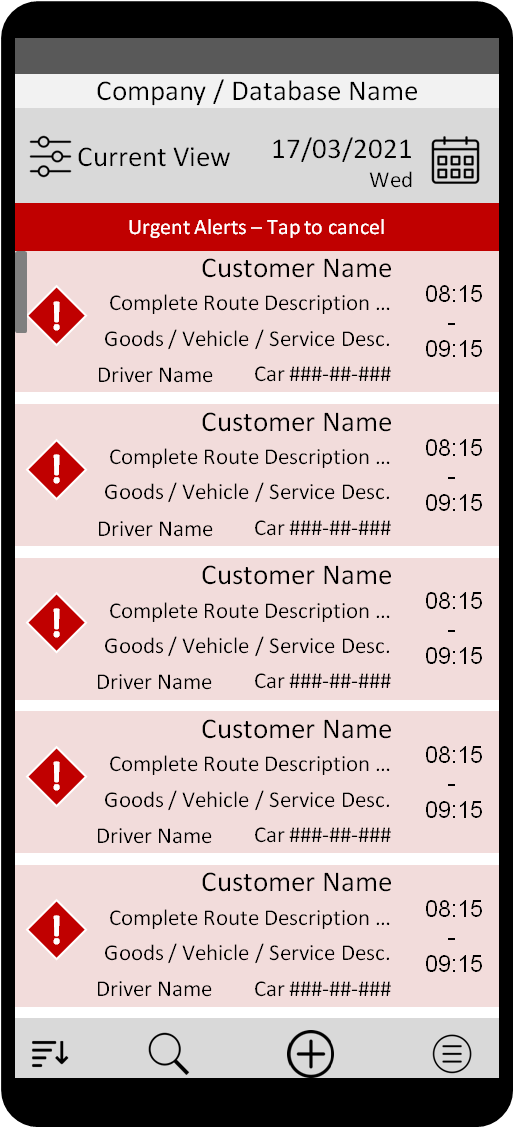 Company / Database Name
Current View
17/03/2021
Wed
Urgent Alerts – Tap to cancel
Customer Name
Complete Route Description ...
Goods / Vehicle / Service Desc.
Driver Name Car ###-##-###
08:15
-
09:15
Customer Name
Complete Route Description ...
Goods / Vehicle / Service Desc.
Driver Name Car ###-##-###
08:15
-
09:15
Customer Name
Complete Route Description ...
Goods / Vehicle / Service Desc.
Driver Name Car ###-##-###
08:15
-
09:15
Customer Name
Complete Route Description ...
Goods / Vehicle / Service Desc.
Driver Name Car ###-##-###
08:15
-
09:15
Customer Name
Complete Route Description ...
Goods / Vehicle / Service Desc.
Driver Name Car ###-##-###
08:15
-
09:15